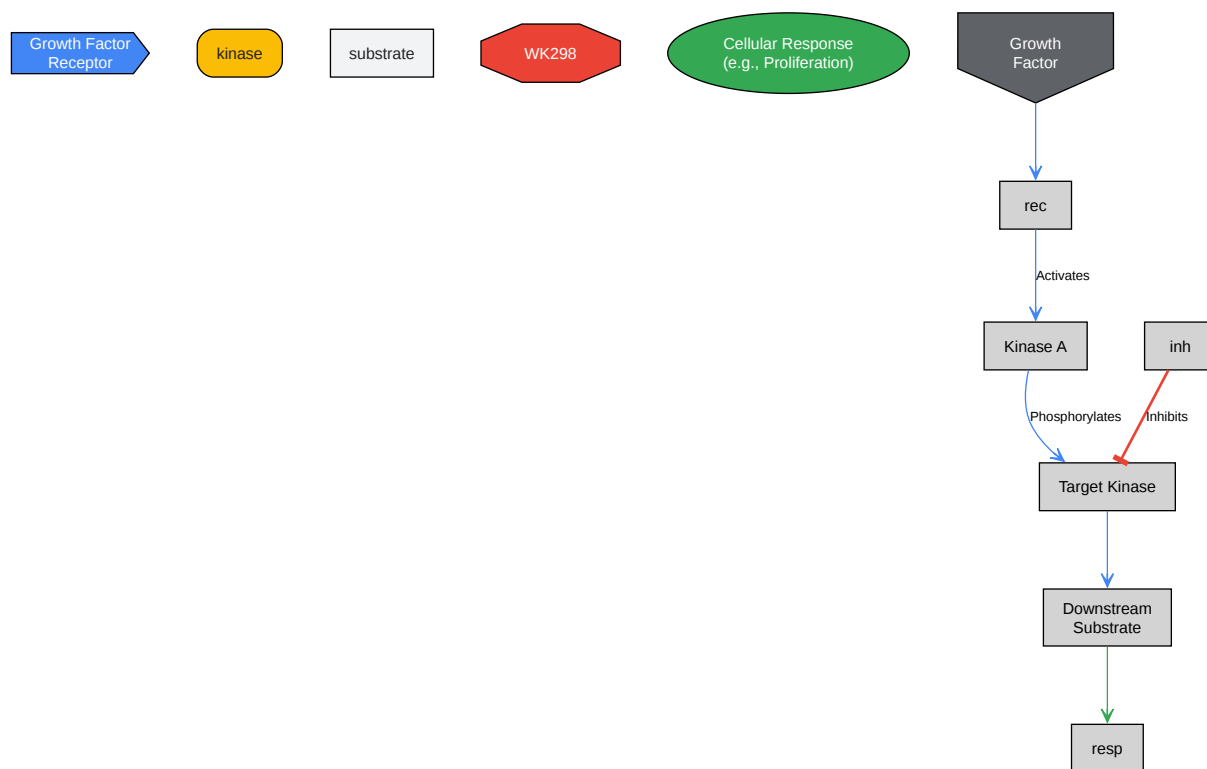 Growth Factor
Receptor
kinase
substrate
WK298
Cellular Response
(e.g., Proliferation)
Growth
Factor
rec
Activates
Kinase A
inh
Phosphorylates
Inhibits
Target Kinase
Downstream
Substrate
resp